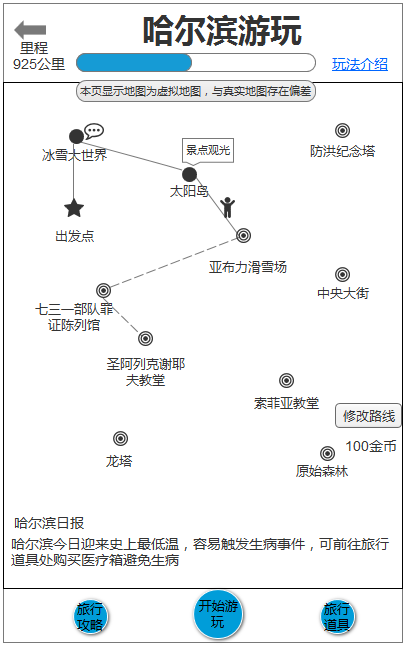 哈尔滨游玩
里程
925公里
玩法介绍
本页显示地图为虚拟地图，与真实地图存在偏差
冰雪大世界
景点观光
防洪纪念塔
太阳岛
出发点
亚布力滑雪场
中央大街
七三一部队罪
证陈列馆
圣阿列克谢耶
夫教堂
索菲亚教堂
修改路线
100金币
龙塔
原始森林
哈尔滨日报
哈尔滨今日迎来史上最低温，容易触发生病事件，可前往旅行
道具处购买医疗箱避免生病
旅行
攻略
开始游
玩
旅行
道具